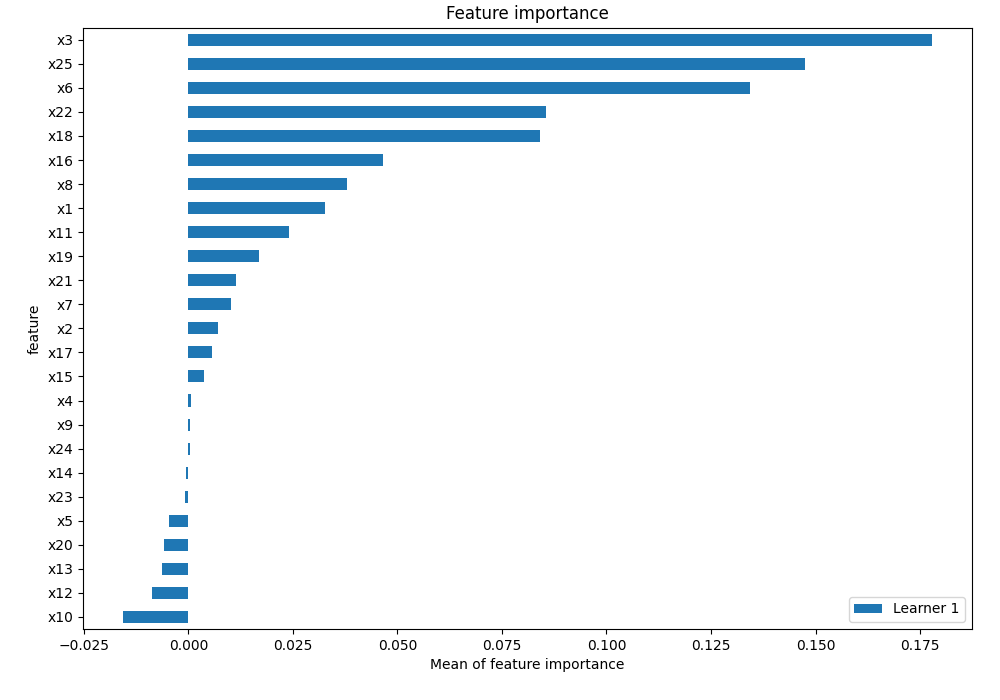 Feature importance
x3
x25
x6
x22
x18
x16
x8
x1
x11
x19
x21
x7
x2
x17
x15
x4
x9
x24
x14
x23
x5
x20
x13
x12
x10
feature
Learner 1
−0.025 0.000 0.025 0.050 0.075 0.100 0.125 0.150 0.175
Mean of feature importance